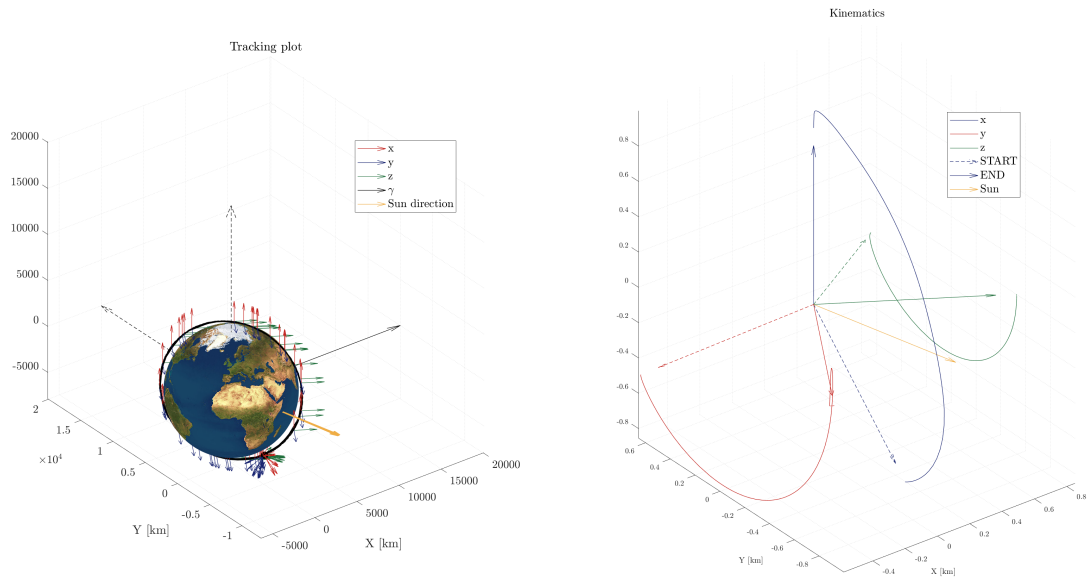 Tracking plot
x
y
z
γ
Sun direction
20000
15000
10000
5000
0
-5000
2
1.5
×10⁴
1
0.5
0
-0.5
-1
Y [km]
-5000
0
5000
10000
15000
20000
X [km]
Kinematics
x
y
z
START
END
Sun
0.8
0.6
0.4
0.2
0
-0.2
-0.4
-0.6
-0.8
0.6
0.4
0.2
0
-0.2
-0.4
-0.6
-0.8
Y [km]
-0.4
-0.2
0
0.2
0.4
0.6
0.8
X [km]